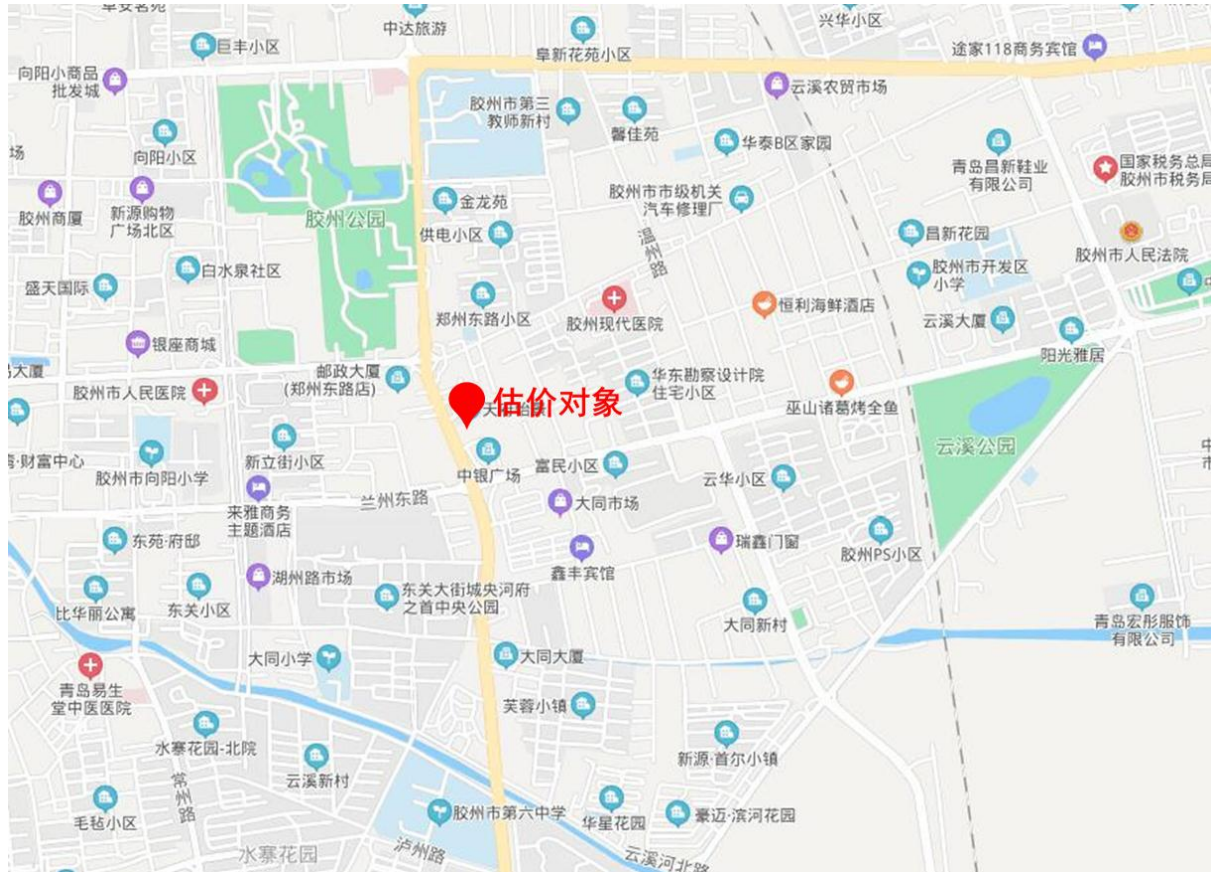 中达旅游
兴华小区
巨丰小区
阜新花苑小区
途家118商务宾馆
向阳小商品
批发城
云溪农贸市场
胶州市第三
教师新村
馨佳苑
华泰B区家园
场
向阳小区
青岛昌新鞋业
有限公司
国家税务总局
胶州市税务局
胶州商厦
新源购物
广场北区
胶州公园
金龙苑
供电小区
胶州市市级机关
汽车修理厂
温州路
昌新花园
胶州市人民法院
白水泉社区
胶州市开发区
小学
盛天国际
郑州东路小区
胶州现代医院
恒利海鲜酒店
云溪大厦
银座商城
阳光雅居
大厦
邮政大厦
(郑州东路店)
胶州市人民医院
华东勘察设计院
住宅小区
估价对象
巫山诸葛烤全鱼
云溪公园
·财富中心
新立街小区
胶州市向阳小学
中银广场
富民小区
云华小区
来雅商务
主题酒店
兰州东路
大同市场
东苑·府邸
瑞鑫门窗
胶州PS小区
鑫丰宾馆
湖州路市场
比华丽公寓
东关小区
东关大街城央河府
之首中央公园
大同新村
青岛宏彤服饰
有限公司
大同小学
大同大厦
青岛易生
堂中医医院
芙蓉小镇
水寨花园-北院
云溪新村
新源·首尔小镇
常州路
毛毡小区
胶州市第六中学
华星花园
豪迈·滨河花园
水寨花园
泸州路
云溪河北路